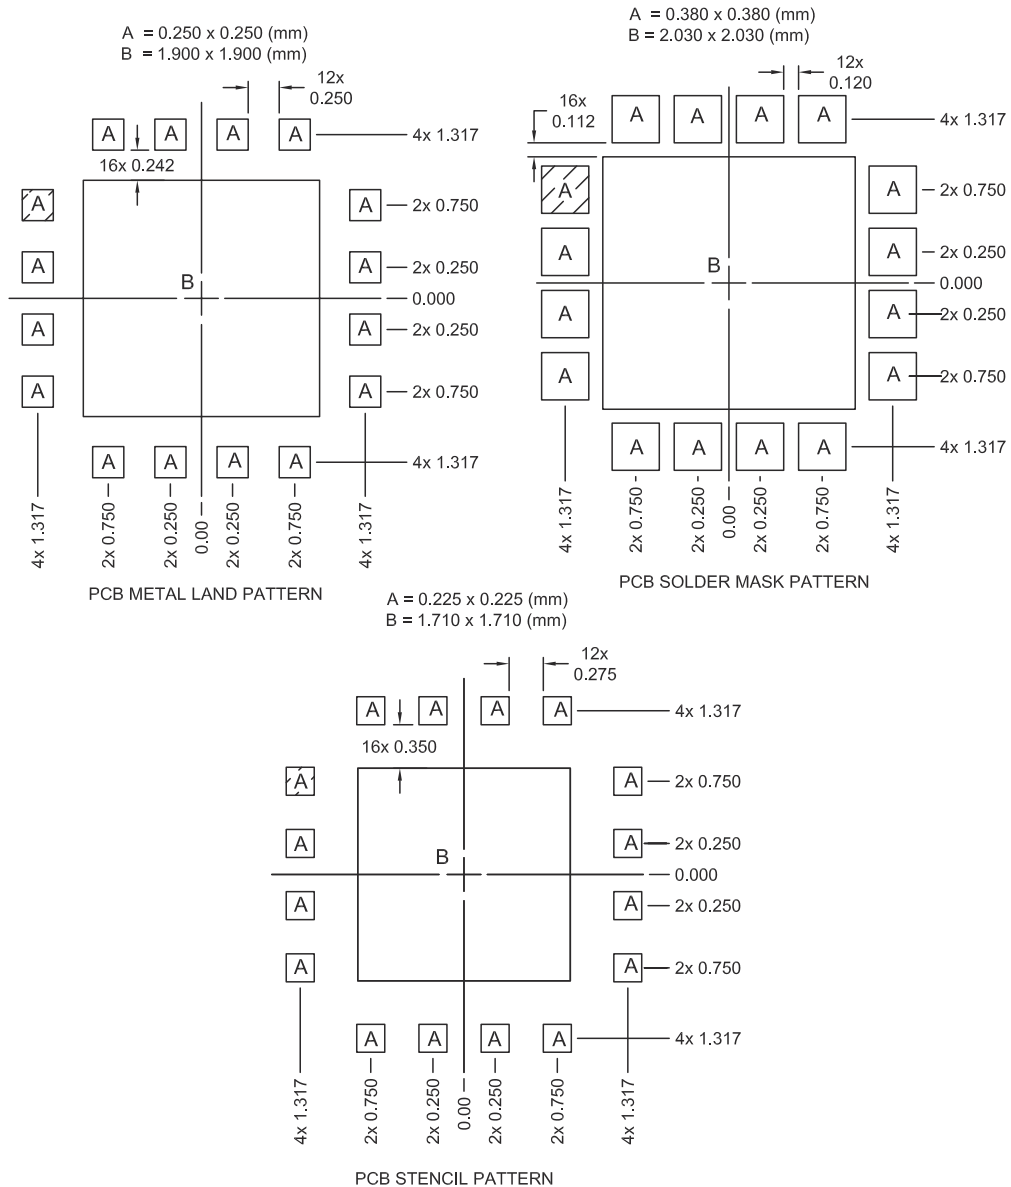 A = 0.250 x 0.250 (mm)
B = 1.900 x 1.900 (mm)
12x
0.250
A A A A
4x 1.317
16x 0.242
A A 2x 0.750
A A 2x 0.250
B
0.000
A A 2x 0.250
A A 2x 0.750
A A A A
4x 1.317
4x 1.317
2x 0.750
2x 0.250
0.00
2x 0.250
2x 0.750
4x 1.317
PCB METAL LAND PATTERN
A = 0.380 x 0.380 (mm)
B = 2.030 x 2.030 (mm)
12x
0.120
16x
0.112
A A A A
4x 1.317
A A 2x 0.750
A A 2x 0.250
B
0.000
A A 2x 0.250
A A 2x 0.750
A A A A
4x 1.317
4x 1.317
2x 0.750
2x 0.250
0.00
2x 0.250
2x 0.750
4x 1.317
PCB SOLDER MASK PATTERN
A = 0.225 x 0.225 (mm)
B = 1.710 x 1.710 (mm)
12x
0.275
A A A A
4x 1.317
16x 0.350
A A 2x 0.750
A A 2x 0.250
B
0.000
A A 2x 0.250
A A 2x 0.750
A A A A
4x 1.317
4x 1.317
2x 0.750
2x 0.250
0.00
2x 0.250
2x 0.750
4x 1.317
PCB STENCIL PATTERN